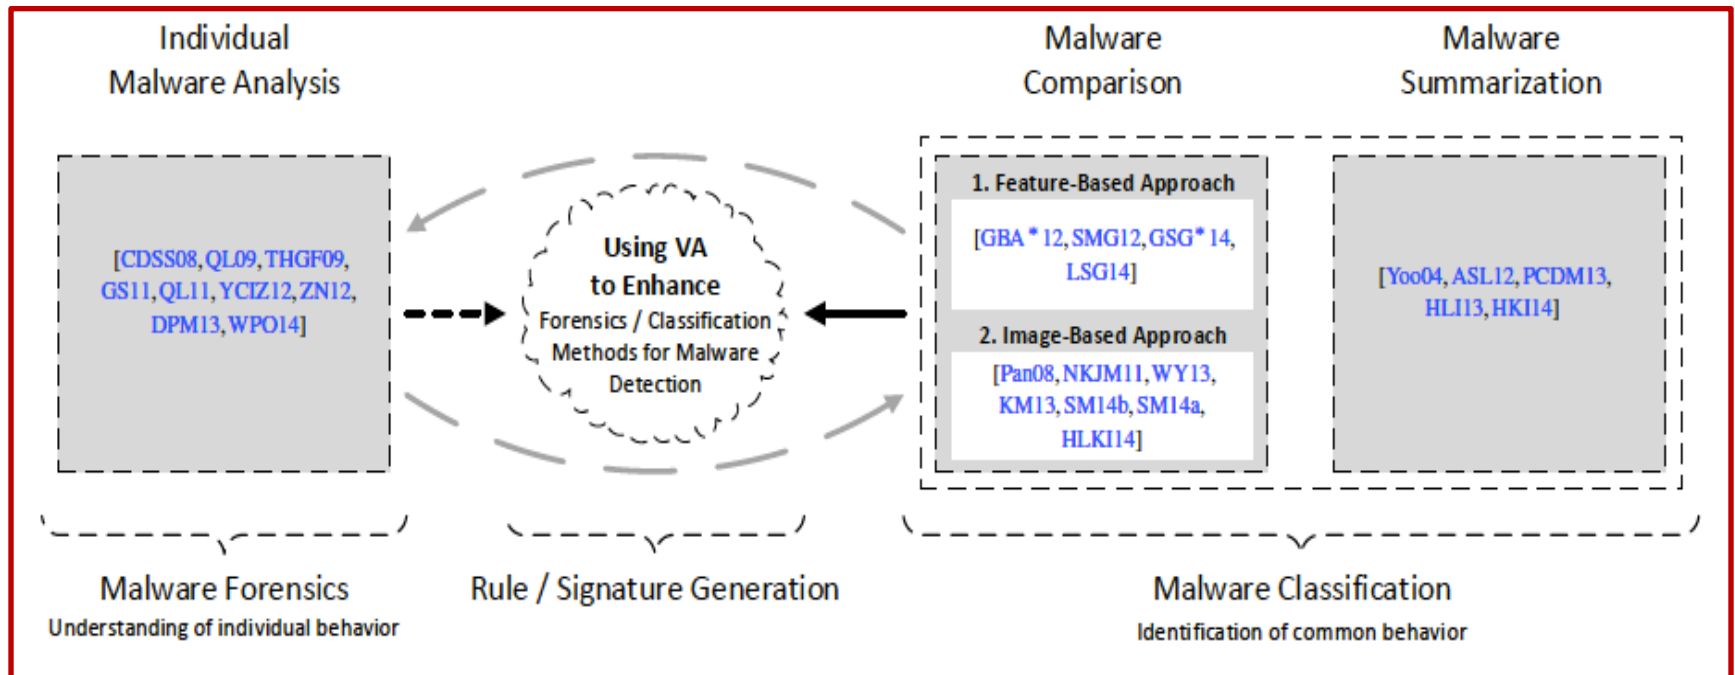 Individual
Malware Analysis
[CDSS08, QL09, THGF09,
GS11, QL11, YCIZ12, ZN12,
DPM13, WPO14]
Malware Forensics
Understanding of individual behavior
Using VA
to Enhance
Forensics / Classification
Methods for Malware
Detection
Rule / Signature Generation
Malware
Comparison
1. Feature-Based Approach
[GBA*12, SMG12, GSG*14,
LSG14]
2. Image-Based Approach
[Pan08, NKJM11, WY13,
KM13, SM14b, SM14a,
HLKI14]
Malware
Summarization
[Yoo04, ASL12, PCDM13,
HLI13, HKI14]
Malware Classification
Identification of common behavior